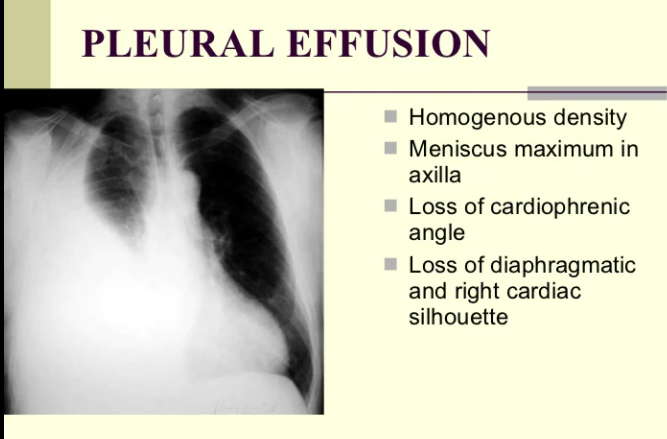 PLEURAL EFFUSION
Homogenous density
Meniscus maximum in
axilla
Loss of cardiophrenic
angle
Loss of diaphragmatic
and right cardiac
silhouette